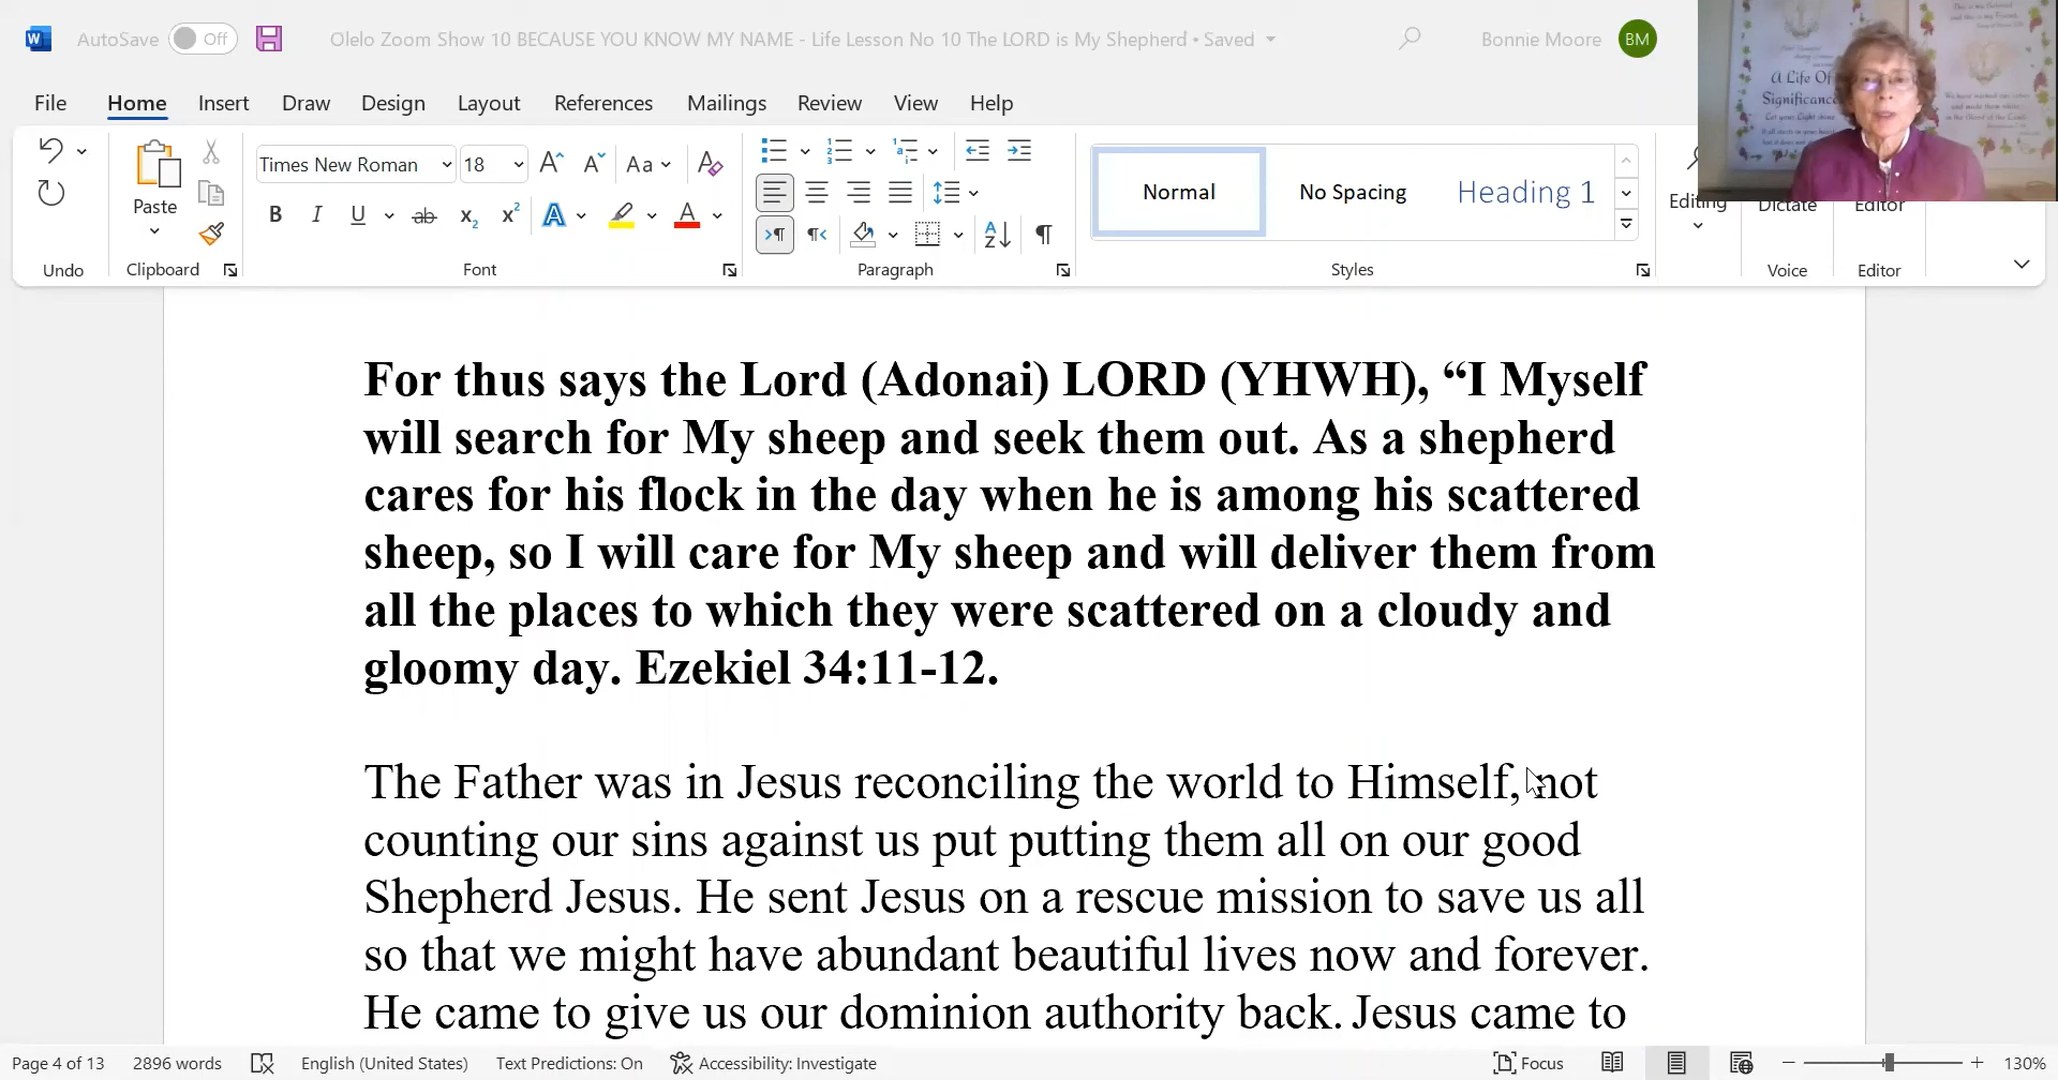 AutoSave Off Olelo Zoom Show 10 BECAUSE YOU KNOW MY NAME - Life Lesson No 10 The LORD is My Shepherd • Saved Bonnie Moore BM
File Home Insert Draw Design Layout References Mailings Review View Help
A Life Of
Significance
Paste
Times New Roman 18
Normal No Spacing Heading 1
Editing Dictate Editor
Undo Clipboard Font Paragraph Styles Voice Editor
For thus says the Lord (Adonai) LORD (YHWH), “I Myself
will search for My sheep and seek them out. As a shepherd
cares for his flock in the day when he is among his scattered
sheep, so I will care for My sheep and will deliver them from
all the places to which they were scattered on a cloudy and
gloomy day. Ezekiel 34:11-12.
The Father was in Jesus reconciling the world to Himself, not
counting our sins against us put putting them all on our good
Shepherd Jesus. He sent Jesus on a rescue mission to save us all
so that we might have abundant beautiful lives now and forever.
He came to give us our dominion authority back. Jesus came to
Page 4 of 13 2896 words English (United States) Text Predictions: On Accessibility: Investigate Focus 130%